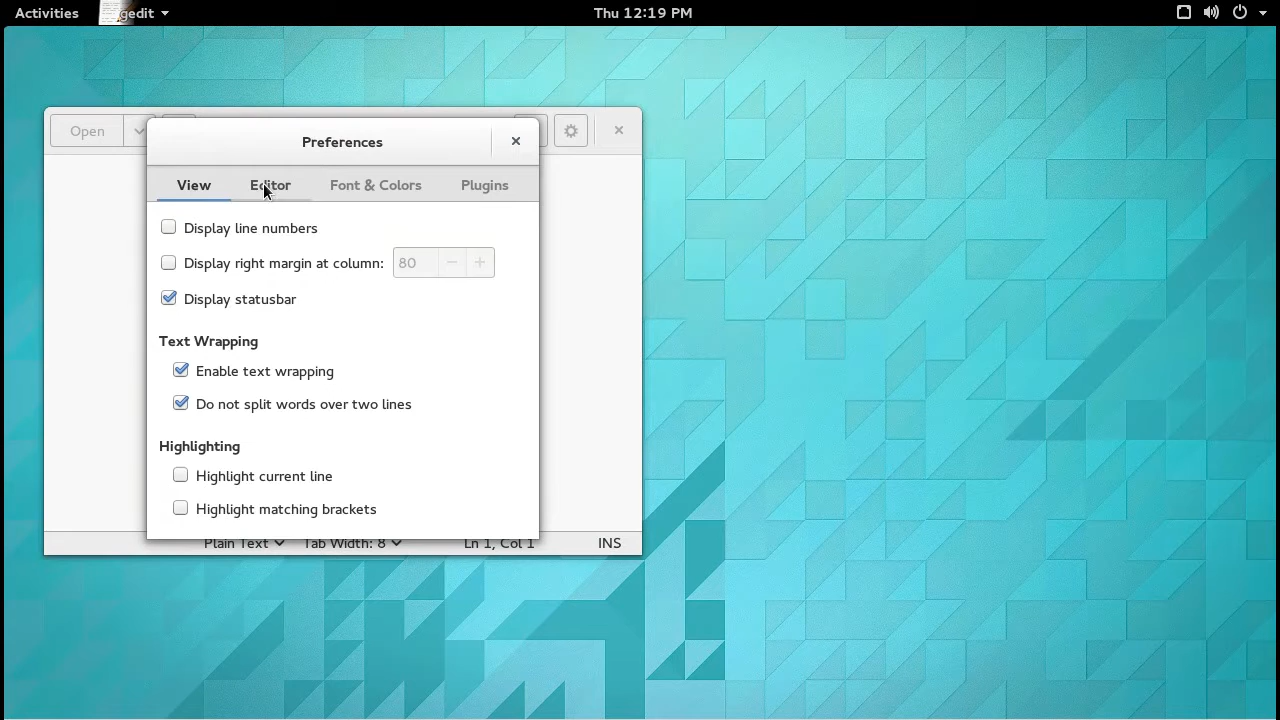 Activities gedit Thu 12:19 PM
Open
Preferences
View Editor Font & Colors Plugins
Display line numbers
Display right margin at column: 80
Display statusbar
Text Wrapping
Enable text wrapping
Do not split words over two lines
Highlighting
Highlight current line
Highlight matching brackets
Plain Text Tab Width: 8 Ln 1, Col 1 INS